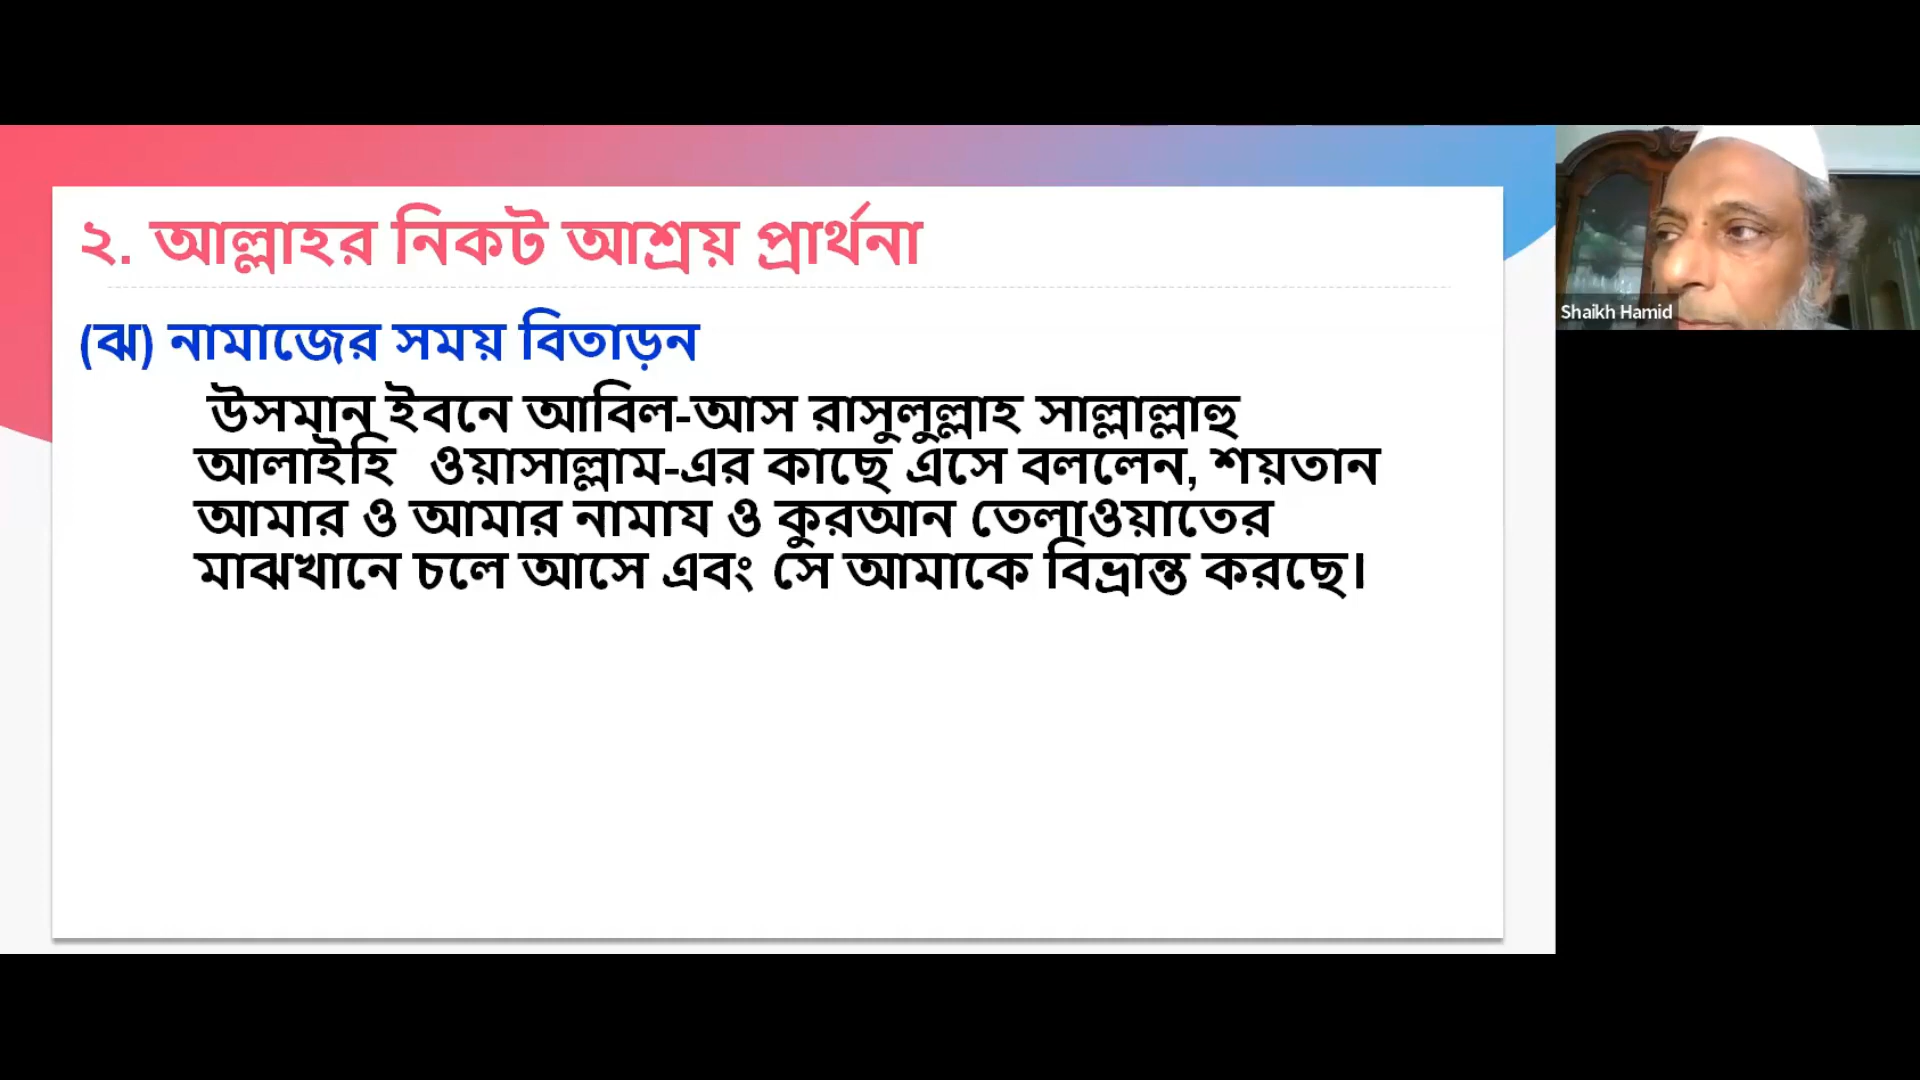 ২. আল্লাহর নিকট আশ্রয় প্রার্থনা
(ঝ) নামাজের সময় বিতাড়ন
উসমান ইবনে আবিল-আস রাসুলুল্লাহ সাল্লাল্লাহু
আলাইহি ওয়াসাল্লাম-এর কাছে এসে বললেন, শয়তান
আমার ও আমার নামায ও কুরআন তেলাওয়াতের
মাঝখানে চলে আসে এবং সে আমাকে বিভ্রান্ত করছে।
Shaikh Hamid